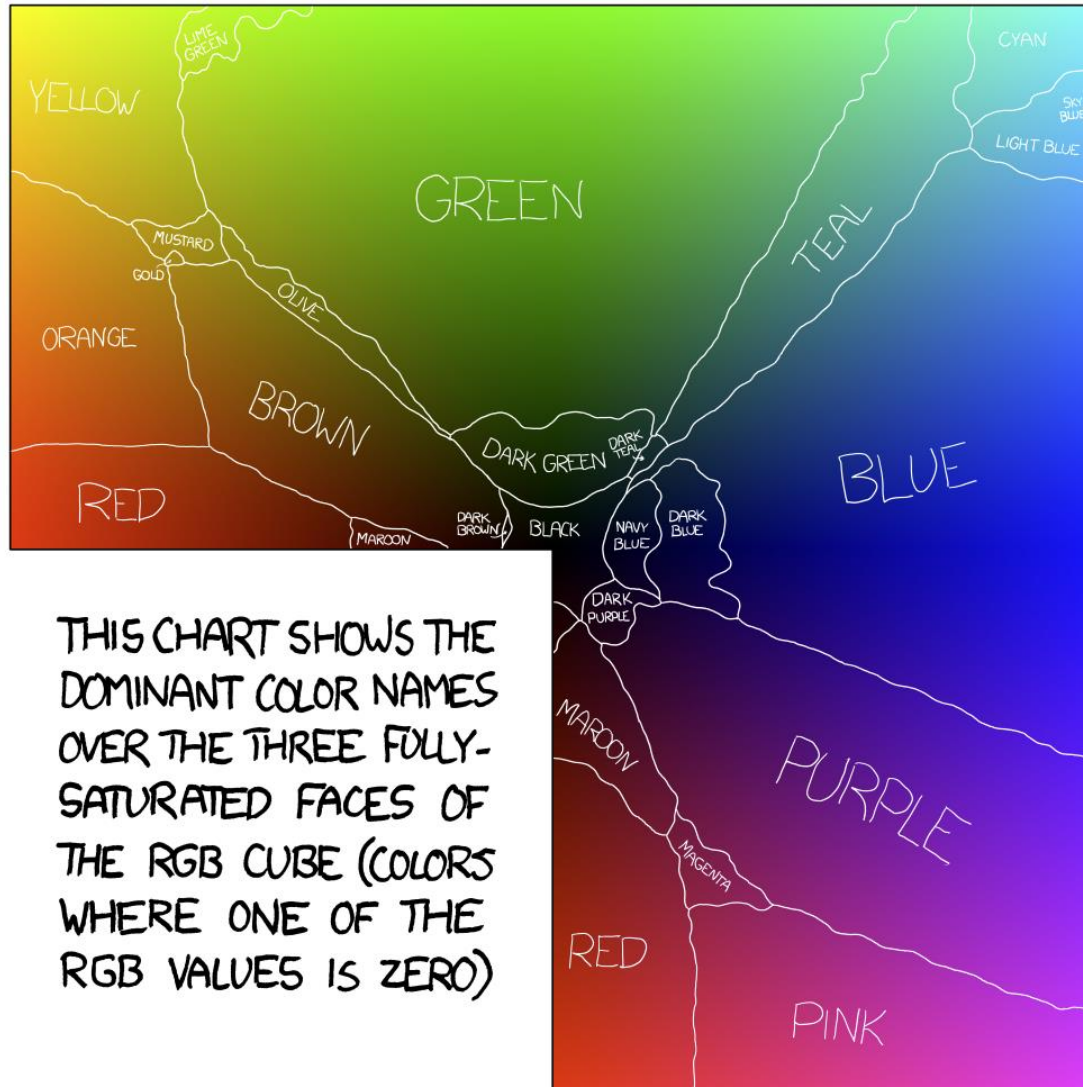 LIME
GREEN
CYAN
YELLOW
SKY
BLUE
LIGHT BLUE
GREEN
TEAL
MUSTARD
GOLD
OLIVE
ORANGE
BROWN
DARK GREEN
DARK
TEAL
BLUE
RED
DARK
BROWN
BLACK
NAVY
BLUE
DARK
BLUE
MAROON
DARK
PURPLE
THIS CHART SHOWS THE
DOMINANT COLOR NAMES
OVER THE THREE FULLY-
SATURATED FACES OF
THE RGB CUBE (COLORS
WHERE ONE OF THE
RGB VALUES IS ZERO)
MAROON
PURPLE
MAGENTA
RED
PINK